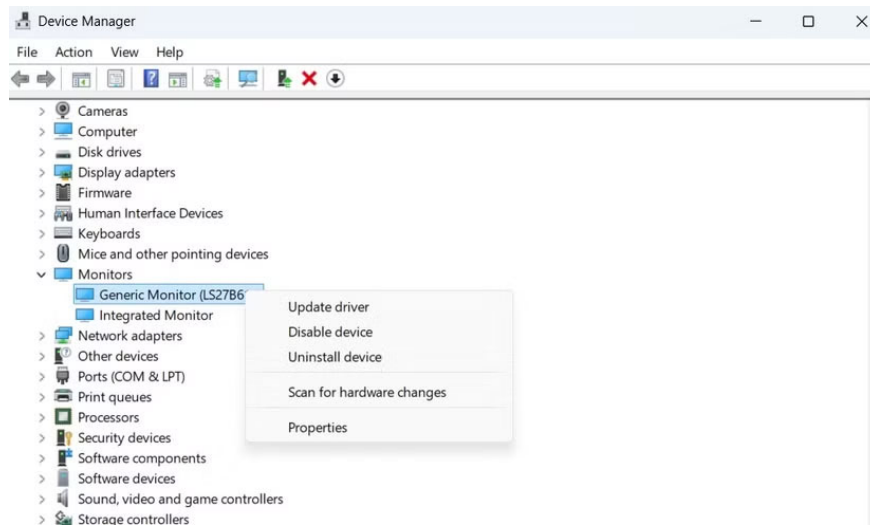 Device Manager
File Action View Help
Cameras
Computer
Disk drives
Display adapters
Firmware
Human Interface Devices
Keyboards
Mice and other pointing devices
Monitors
Generic Monitor (LS27B6
Integrated Monitor
Network adapters
Other devices
Ports (COM & LPT)
Print queues
Processors
Security devices
Software components
Software devices
Sound, video and game controllers
Storage controllers
Update driver
Disable device
Uninstall device
Scan for hardware changes
Properties